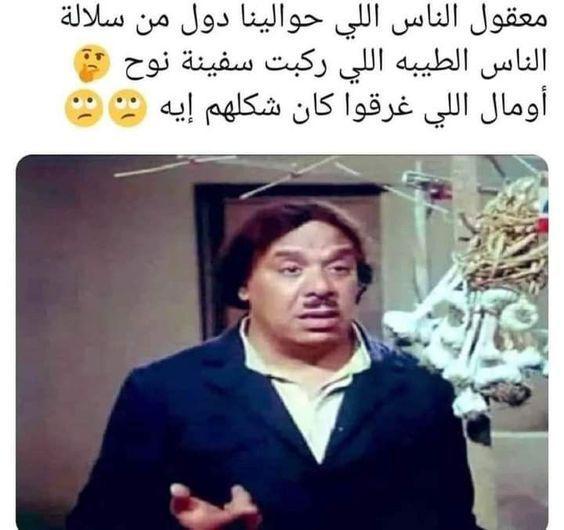 معقول الناس اللي حوالينا دول من سلالة
الناس الطيبه اللي ركبت سفينة نوح 🤔
أومال اللي غرقوا كان شكلهم إيه 🙄🙄